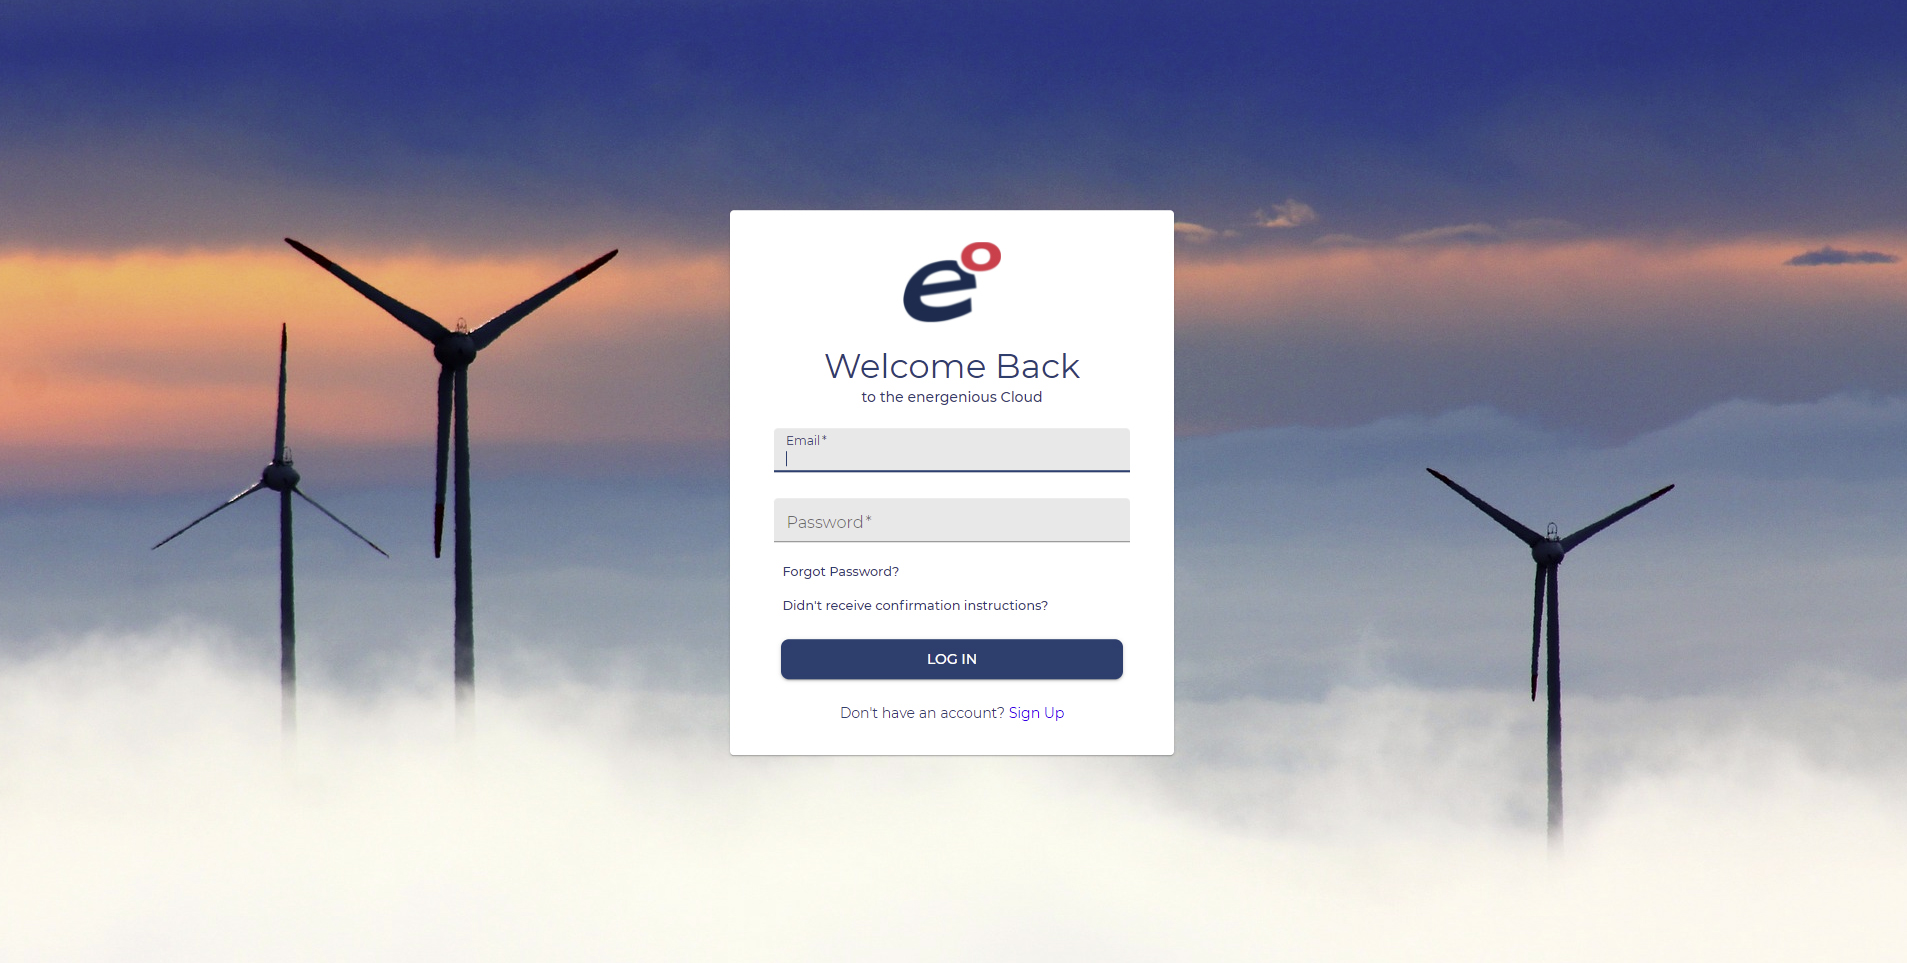 eo
Welcome Back
to the energenious Cloud
Email *
Password *
Forgot Password?
Didn't receive confirmation instructions?
LOG IN
Don't have an account? Sign Up